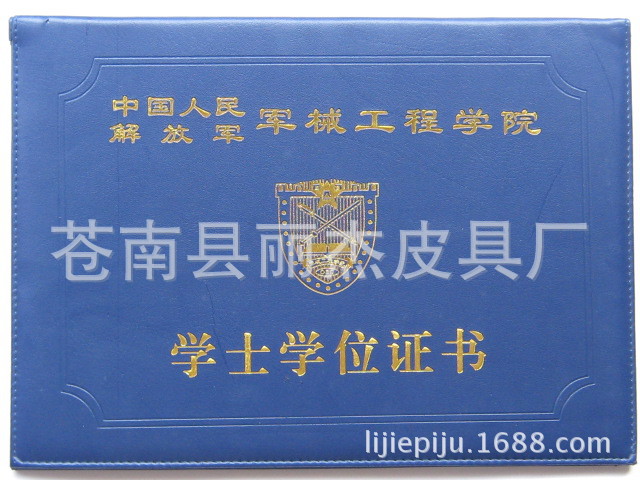 中国人民
解放军 军械工程学院
苍南县丽杰皮具厂
学士学位证书
lijiepiju.1688.com